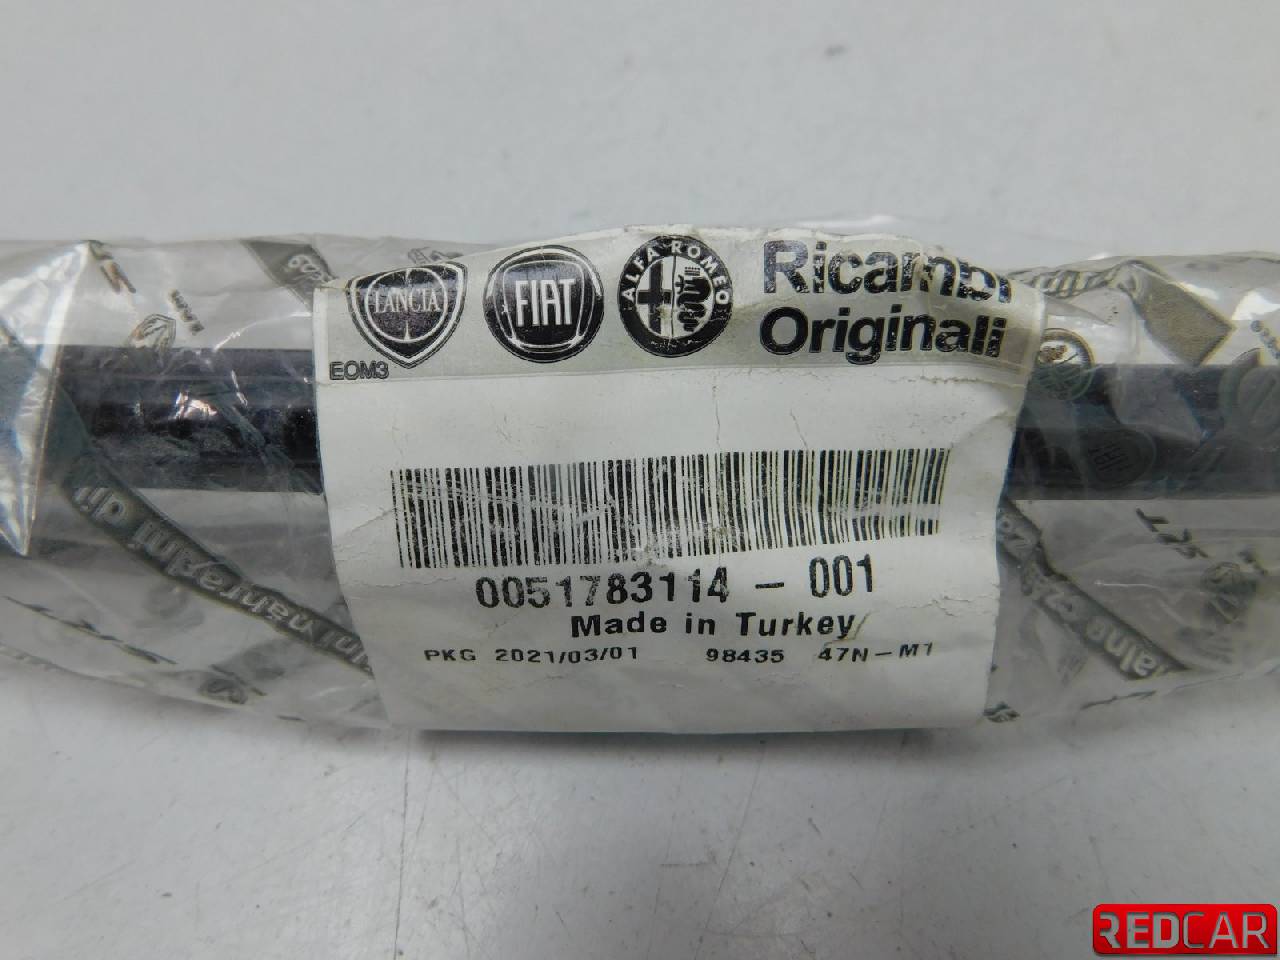 LANCIA
FIAT
ALFA ROMEO
Ricambi
Originali
EOM3
0051783114 - 001
Made in Turkey
PKG 2021/03/01 98435 47N-M1
REDCAR